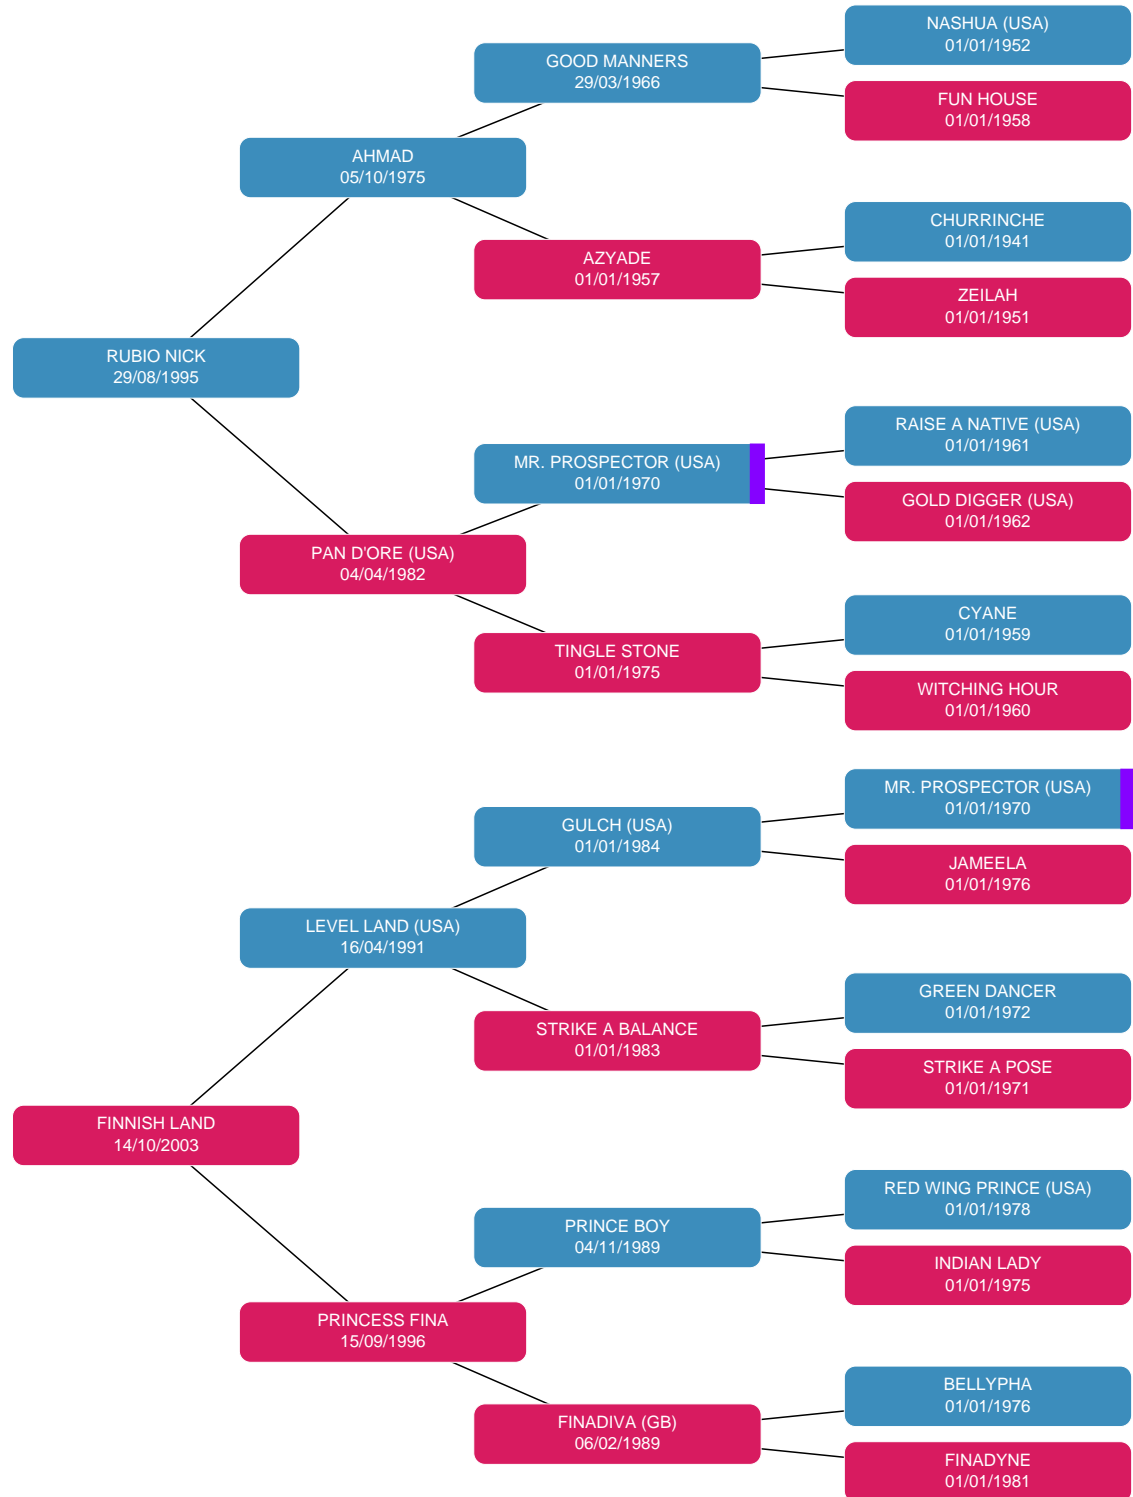 NASHUA (USA)
01/01/1952
GOOD MANNERS
29/03/1966
FUN HOUSE
01/01/1958
AHMAD
05/10/1975
CHURRINCHE
01/01/1941
AZYADE
01/01/1957
ZEILAH
01/01/1951
RUBIO NICK
29/08/1995
RAISE A NATIVE (USA)
01/01/1961
MR. PROSPECTOR (USA)
01/01/1970
GOLD DIGGER (USA)
01/01/1962
PAN D'ORE (USA)
04/04/1982
CYANE
01/01/1959
TINGLE STONE
01/01/1975
WITCHING HOUR
01/01/1960
MR. PROSPECTOR (USA)
01/01/1970
GULCH (USA)
01/01/1984
JAMEELA
01/01/1976
LEVEL LAND (USA)
16/04/1991
GREEN DANCER
01/01/1972
STRIKE A BALANCE
01/01/1983
STRIKE A POSE
01/01/1971
FINNISH LAND
14/10/2003
RED WING PRINCE (USA)
01/01/1978
PRINCE BOY
04/11/1989
INDIAN LADY
01/01/1975
PRINCESS FINA
15/09/1996
BELLYPHA
01/01/1976
FINADIVA (GB)
06/02/1989
FINADYNE
01/01/1981